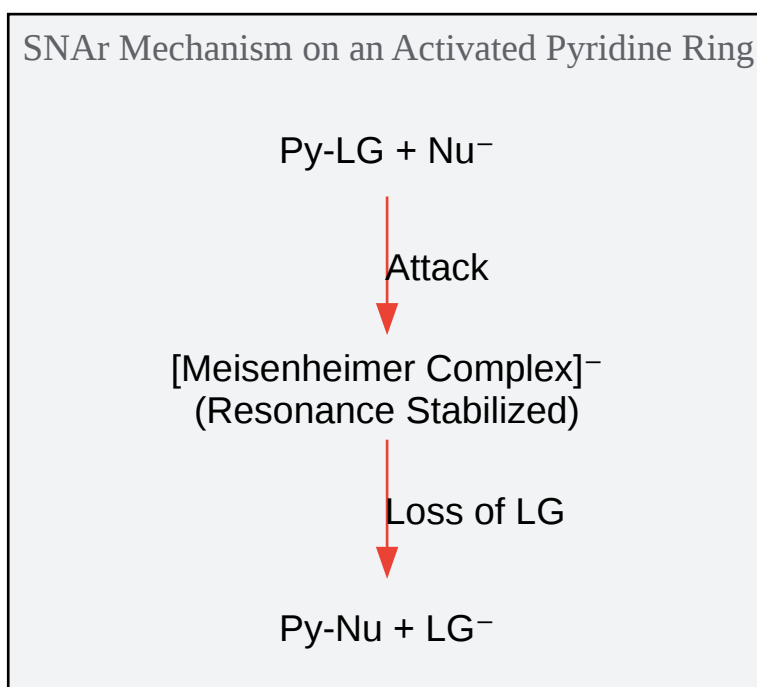 SNAr Mechanism on an Activated Pyridine Ring
Py-LG + Nu⁻
Attack
[Meisenheimer Complex]⁻
(Resonance Stabilized)
Loss of LG
Py-Nu + LG⁻